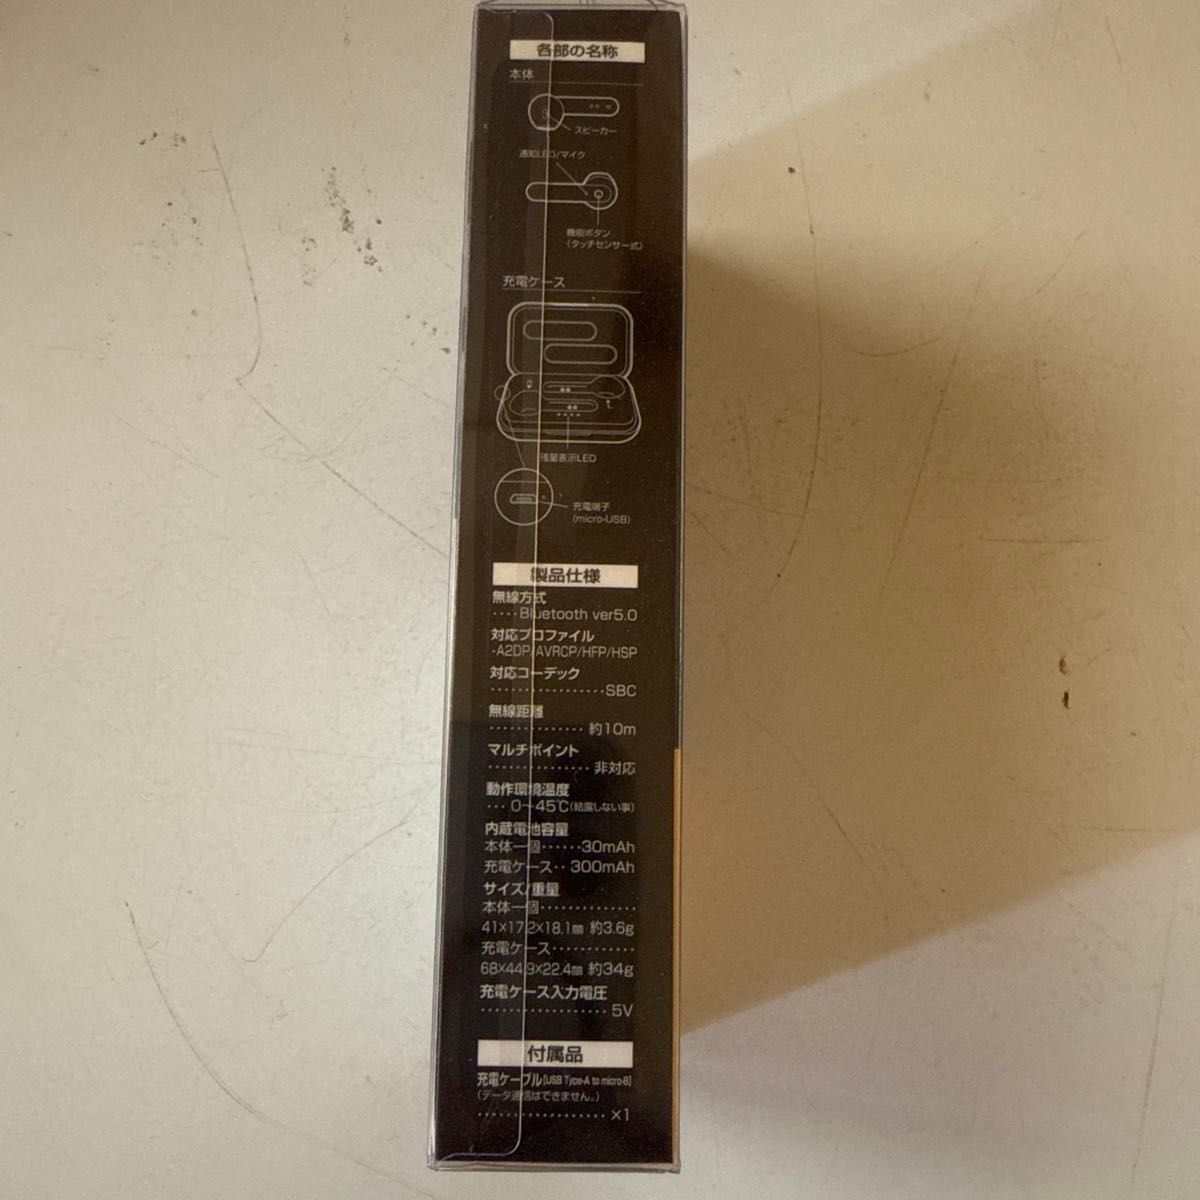 各部の名称
本体
スピーカー
通知LED/マイク
機能ボタン
(タッチセンサー式)
充電ケース
残量表示LED
充電端子
(micro-USB)
製品仕様
無線方式
････Bluetooth ver5.0
対応プロファイル
･A2DP/AVRCP/HFP/HSP
対応コーデック
･････････････････SBC
無線距離
･･････････････ 約10m
マルチポイント
･･･････････････ 非対応
動作環境温度
･･･ 0〜45℃(結露しない事)
内蔵電池容量
本体一個･･････30mAh
充電ケース･･ 300mAh
サイズ/重量
本体一個･･････････････
41×17.2×18.1㎜ 約3.6g
充電ケース････････････
68×44.9×22.4㎜ 約34g
充電ケース入力電圧
･･･････････････････ 5V
付属品
充電ケーブル[USB Type-A to micro-B]
(データ通信はできません。)
･･･････････････････ ×1